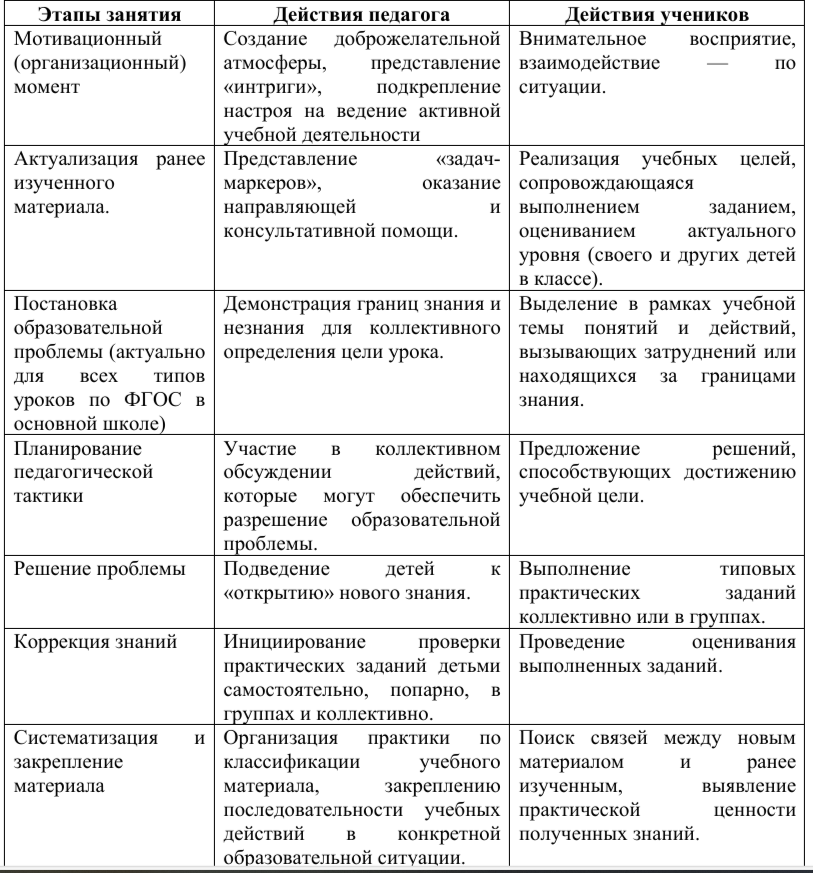 Этапы занятия
Действия педагога
Действия учеников
Мотивационный
(организационный)
момент
Создание доброжелательной
атмосферы, представление
«интриги», подкрепление
настроя на ведение активной
учебной деятельности
Внимательное восприятие,
взаимодействие — по
ситуации.
Актуализация ранее
изученного
материала.
Представление «задач-
маркеров», оказание
направляющей и
консультативной помощи.
Реализация учебных целей,
сопровождающаяся
выполнением заданием,
оцениванием актуального
уровня (своего и других детей
в классе).
Постановка
образовательной
проблемы (актуально
для всех типов
уроков по ФГОС в
основной школе)
Демонстрация границ знания и
незнания для коллективного
определения цели урока.
Выделение в рамках учебной
темы понятий и действий,
вызывающих затруднений или
находящихся за границами
знания.
Планирование
педагогической
тактики
Участие в коллективном
обсуждении действий,
которые могут обеспечить
разрешение образовательной
проблемы.
Предложение решений,
способствующих достижению
учебной цели.
Решение проблемы
Подведение детей к
«открытию» нового знания.
Выполнение типовых
практических заданий
коллективно или в группах.
Коррекция знаний
Инициирование проверки
практических заданий детьми
самостоятельно, попарно, в
группах и коллективно.
Проведение оценивания
выполненных заданий.
Систематизация и
закрепление
материала
Организация практики по
классификации учебного
материала, закреплению
последовательности учебных
действий в конкретной
образовательной ситуации.
Поиск связей между новым
материалом и ранее
изученным, выявление
практической ценности
полученных знаний.